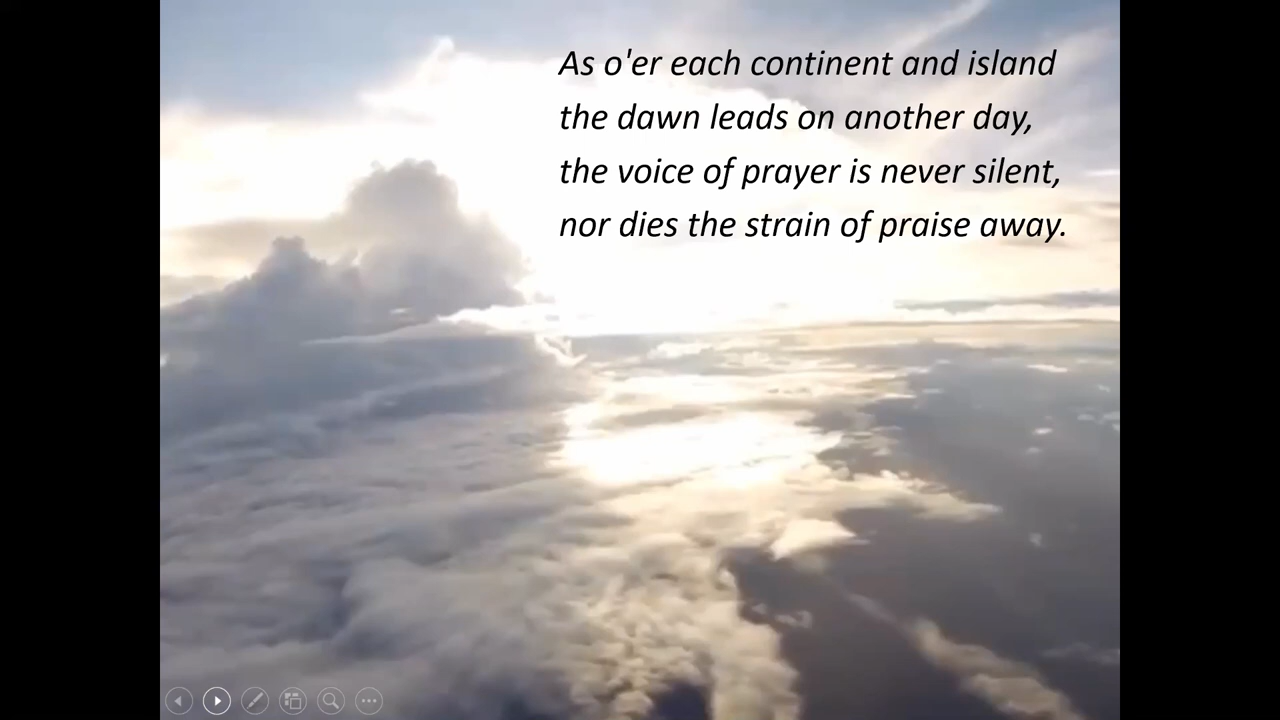 As o'er each continent and island
the dawn leads on another day,
the voice of prayer is never silent,
nor dies the strain of praise away.